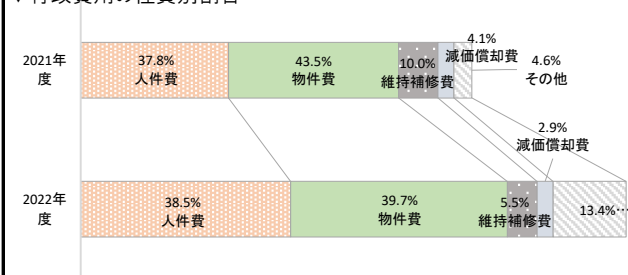 ▼行政費用の性質別割合
2021年度
37.8%
人件費
43.5%
物件費
10.0%
維持補修費
4.1%
減価償却費
4.6%
その他
2022年度
38.5%
人件費
39.7%
物件費
5.5%
維持補修費
2.9%
減価償却費
13.4%…